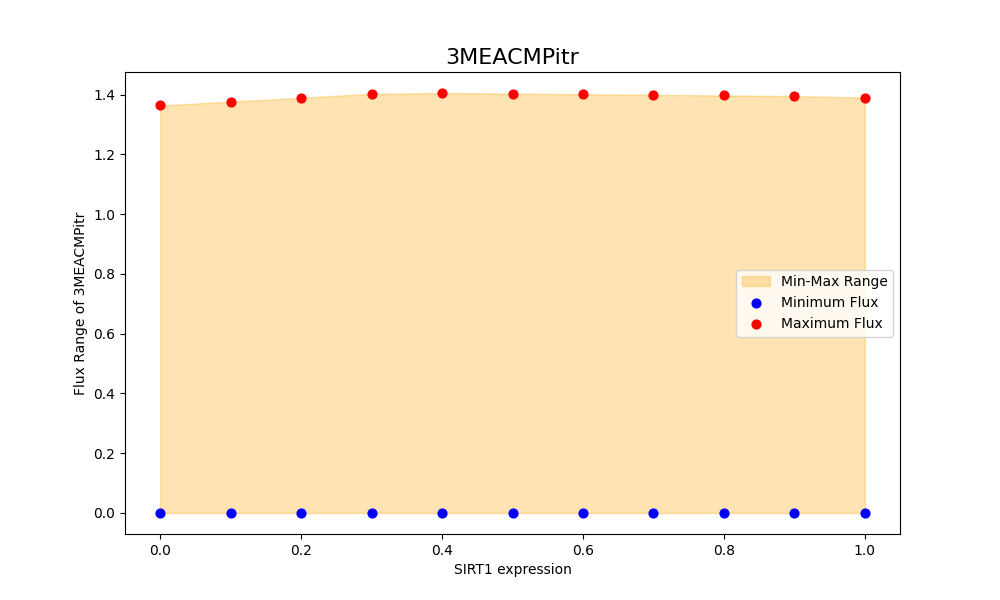 3MEACMPitr
Flux Range of 3MEACMPitr
1.4
1.2
1.0
0.8
0.6
0.4
0.2
0.0
Min-Max Range
Minimum Flux
Maximum Flux
0.0 0.2 0.4 0.6 0.8 1.0
SIRT1 expression